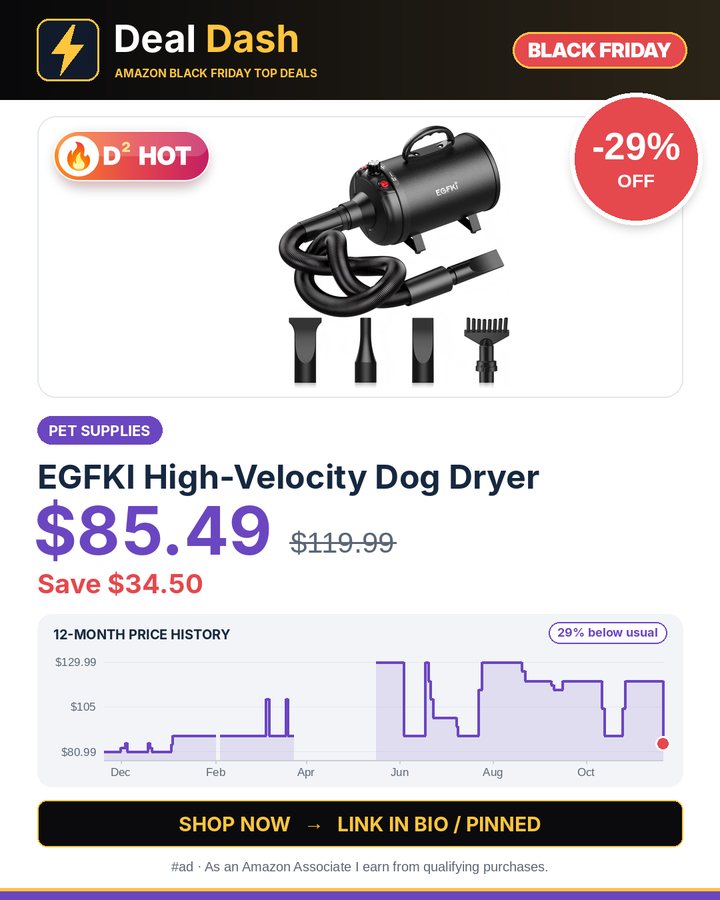 Deal Dash
AMAZON BLACK FRIDAY TOP DEALS
BLACK FRIDAY
🔥 D² HOT
-29%
OFF
EGFKI
PET SUPPLIES
EGFKI High-Velocity Dog Dryer
$85.49 $119.99
Save $34.50
12-MONTH PRICE HISTORY
29% below usual
$129.99
$105
$80.99
Dec Feb Apr Jun Aug Oct
SHOP NOW → LINK IN BIO / PINNED
#ad · As an Amazon Associate I earn from qualifying purchases.